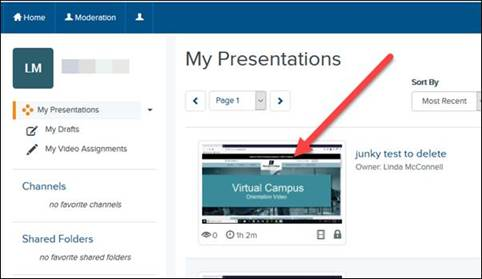 Home Moderation
LM
My Presentations
My Drafts
My Video Assignments
Channels
no favorite channels
Shared Folders
no favorite shared folders
My Presentations
Page 1
Sort By
Most Recent
Virtual Campus
Orientation Video
0 1h 2m
junky test to delete
Owner: Linda McConnell